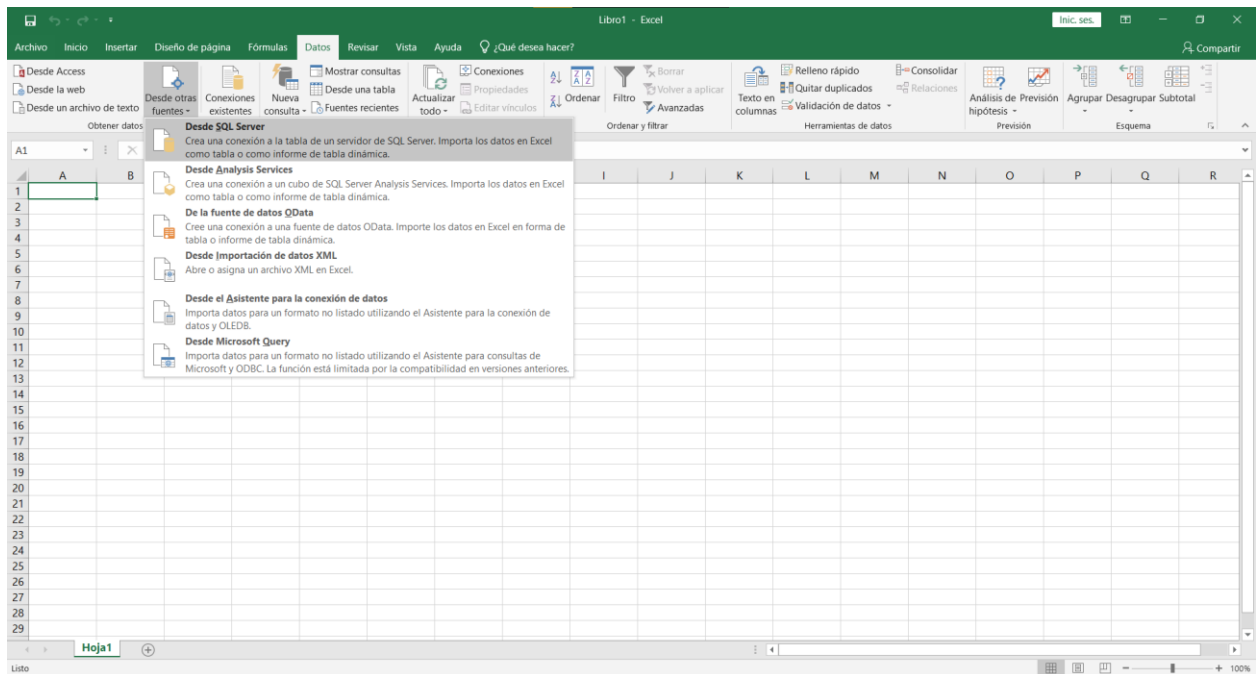 Libro1 - Excel
Inic. ses.
Archivo Inicio Insertar Diseño de página Fórmulas Datos Revisar Vista Ayuda ¿Qué desea hacer? Compartir
Desde Access
Desde la web
Desde un archivo de texto
Desde otras fuentes
Conexiones existentes
Obtener datos
Nueva consulta
Mostrar consultas
Desde una tabla
Fuentes recientes
Actualizar todo
Conexiones
Propiedades
Editar vínculos
Ordenar
Filtro
Borrar
Volver a aplicar
Avanzadas
Ordenar y filtrar
Texto en columnas
Relleno rápido
Quitar duplicados
Validación de datos
Consolidar
Relaciones
Herramientas de datos
Análisis de hipótesis
Previsión
Previsión
Agrupar
Desagrupar
Subtotal
Esquema
A1
Desde SQL Server
Crea una conexión a la tabla de un servidor de SQL Server. Importa los datos en Excel
como tabla o como informe de tabla dinámica.
Desde Analysis Services
Crea una conexión a un cubo de SQL Server Analysis Services. Importa los datos en Excel
como tabla o como informe de tabla dinámica.
De la fuente de datos OData
Cree una conexión a una fuente de datos OData. Importe los datos en Excel en forma de
tabla o informe de tabla dinámica.
Desde Importación de datos XML
Abre o asigna un archivo XML en Excel.
Desde el Asistente para la conexión de datos
Importa datos para un formato no listado utilizando el Asistente para la conexión de
datos y OLEDB.
Desde Microsoft Query
Importa datos para un formato no listado utilizando el Asistente para consultas de
Microsoft y ODBC. La función está limitada por la compatibilidad en versiones anteriores.
A B I J K L M N O P Q R
1
2
3
4
5
6
7
8
9
10
11
12
13
14
15
16
17
18
19
20
21
22
23
24
25
26
27
28
29
Hoja1
Listo
100%